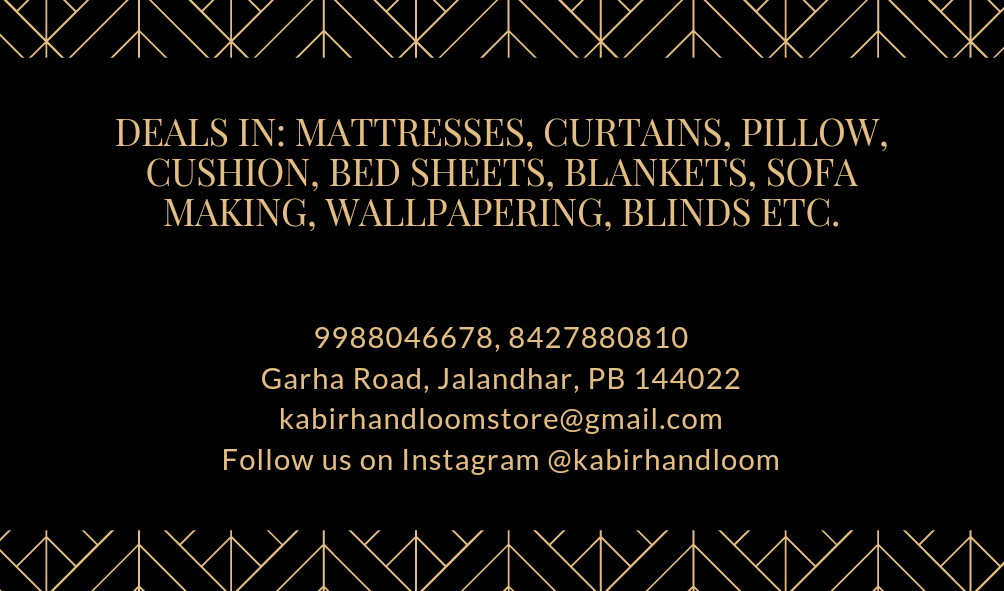 DEALS IN: MATTRESSES, CURTAINS, PILLOW,
CUSHION, BED SHEETS, BLANKETS, SOFA
MAKING, WALLPAPERING, BLINDS ETC.
9988046678, 8427880810
Garha Road, Jalandhar, PB 144022
kabirhandloomstore@gmail.com
Follow us on Instagram @kabirhandloom